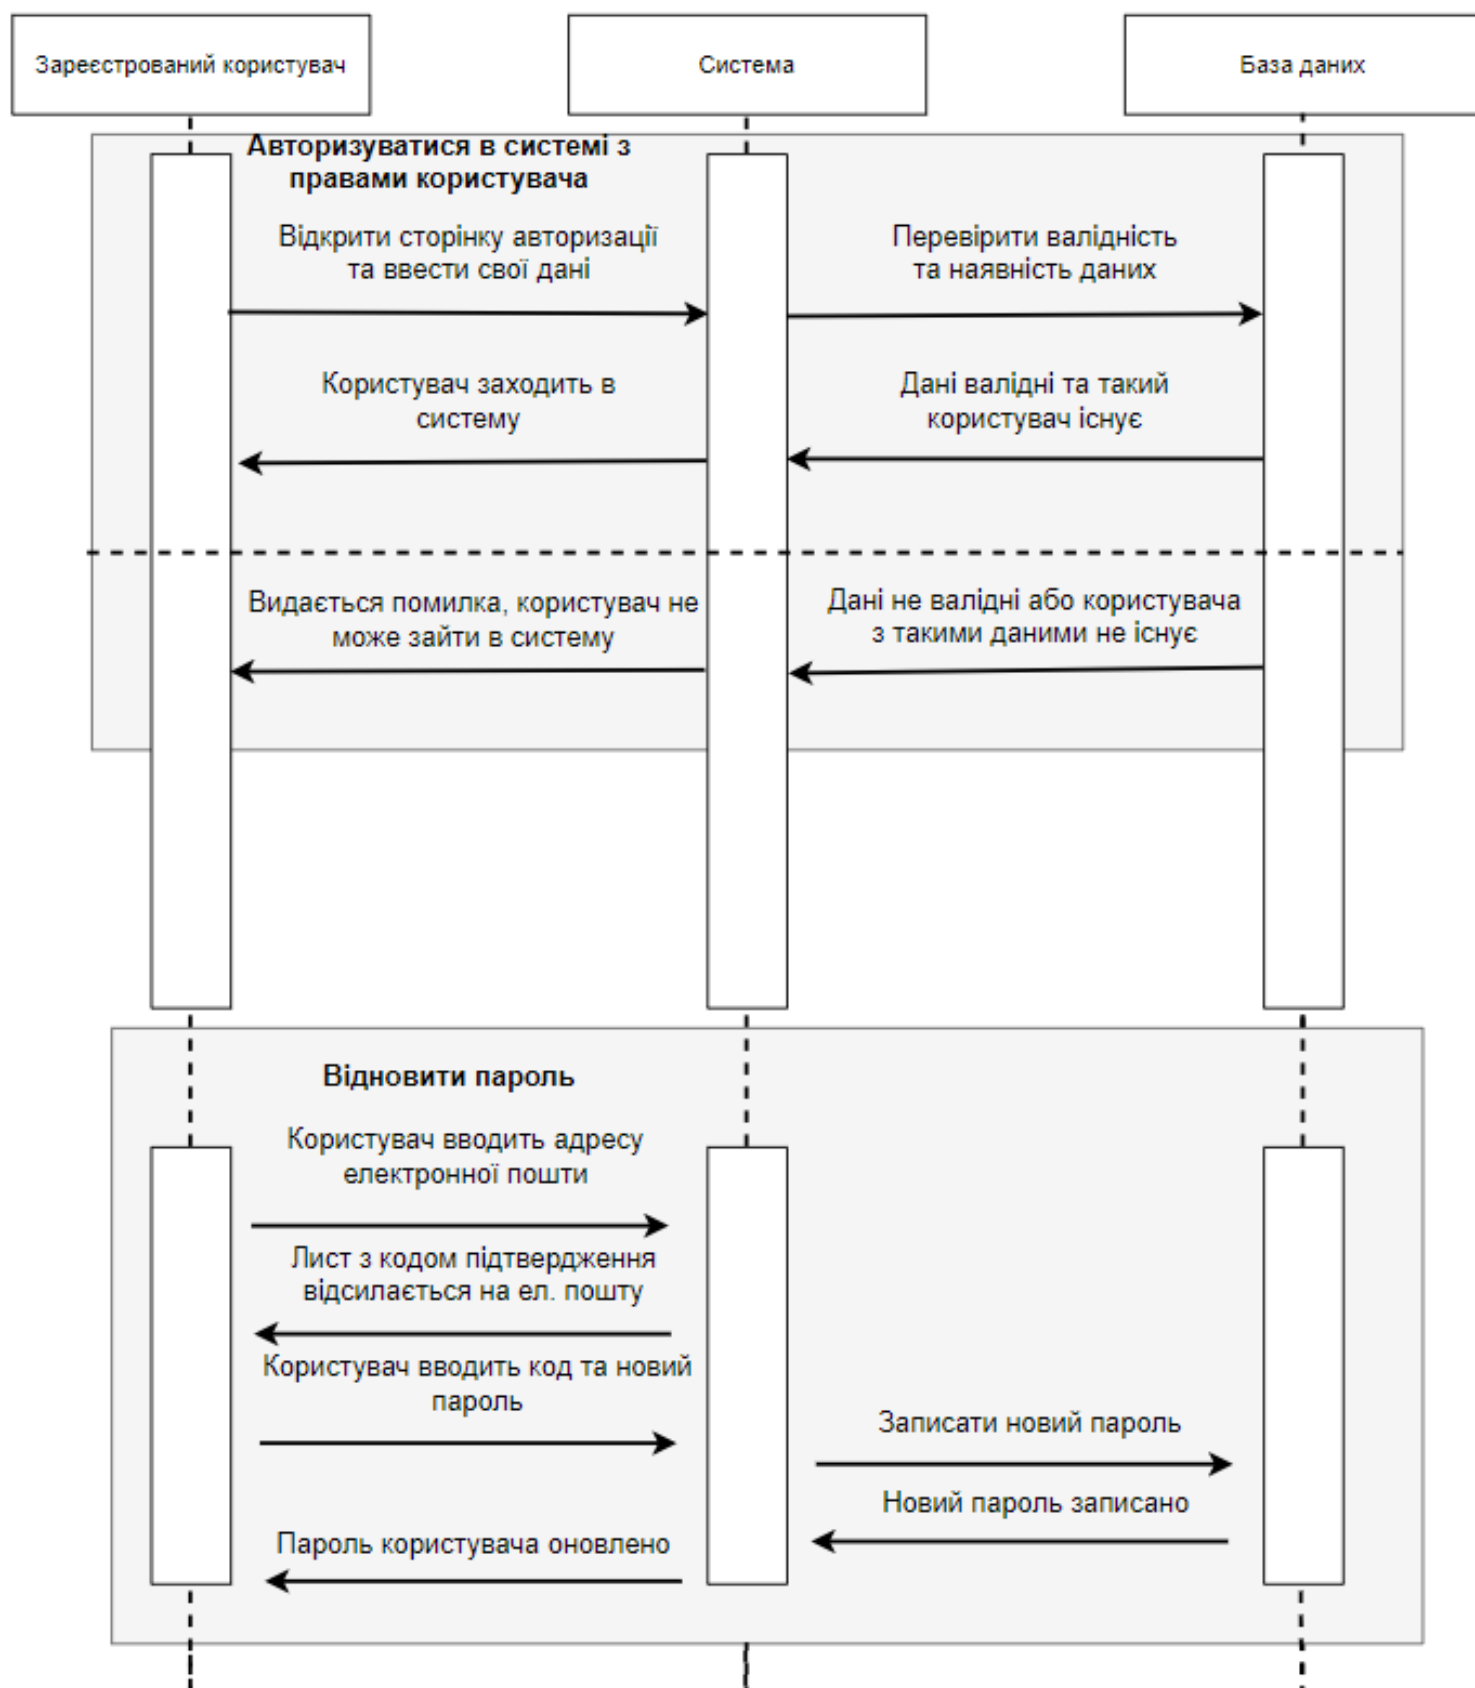 Зареєстрований користувач
Система
База даних
Авторизуватися в системі з
правами користувача
Відкрити сторінку авторизації
та ввести свої дані
Перевірити валідність
та наявність даних
Користувач заходить в
систему
Дані валідні та такий
користувач існує
Видається помилка, користувач не
може зайти в систему
Дані не валідні або користувача
з такими даними не існує
Відновити пароль
Користувач вводить адресу
електронної пошти
Лист з кодом підтвердження
відсилається на ел. пошту
Користувач вводить код та новий
пароль
Записати новий пароль
Новий пароль записано
Пароль користувача оновлено